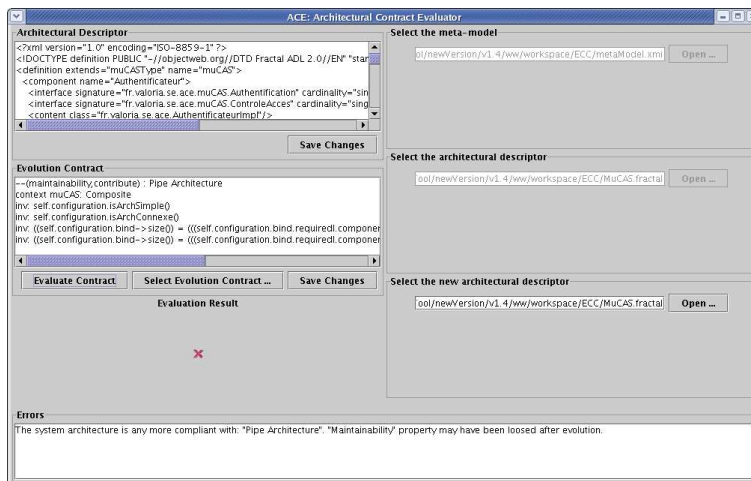 ACE: Architectural Contract Evaluator
Architectural Descriptor
<?xml version="1.0" encoding="ISO-8859-1" ?>
<!DOCTYPE definition PUBLIC "-//objectweb.org//DTD Fractal ADL 2.0//EN" "stan
<definition extends="muCASType" name="muCAS">
<component name="Authentificateur">
<interface signature="fr.valoria.se.ace.muCAS.Authentification" cardinality="sin
<interface signature="fr.valoria.se.ace.muCAS.ControleAcces" cardinality="sing
<content class="fr.valoria.se.ace.AuthentificateurImpl"/>
Save Changes
Evolution Contract
--(maintainability,contribute) : Pipe Architecture
context muCAS: Composite
inv: self.configuration.isArchSimple()
inv: self.configuration.isArchConnexe()
inv: ((self.configuration.bind->size()) = (((self.configuration.bind.requiredI.componen
inv: ((self.configuration.bind->size()) = (((self.configuration.bind.requiredI.componen
Evaluate Contract Select Evolution Contract ... Save Changes
Evaluation Result
Select the meta-model
ol/newVersion/v1.4/ww/workspace/ECC/metaModel.xmi Open ...
Select the architectural descriptor
ool/newVersion/v1.4/ww/workspace/ECC/MuCAS.fractal Open ...
Select the new architectural descriptor
ool/newVersion/v1.4/ww/workspace/ECC/MuCAS.fractal Open ...
Errors
The system architecture is any more compliant with: "Pipe Architecture". "Maintainability" property may have been loosed after evolution.